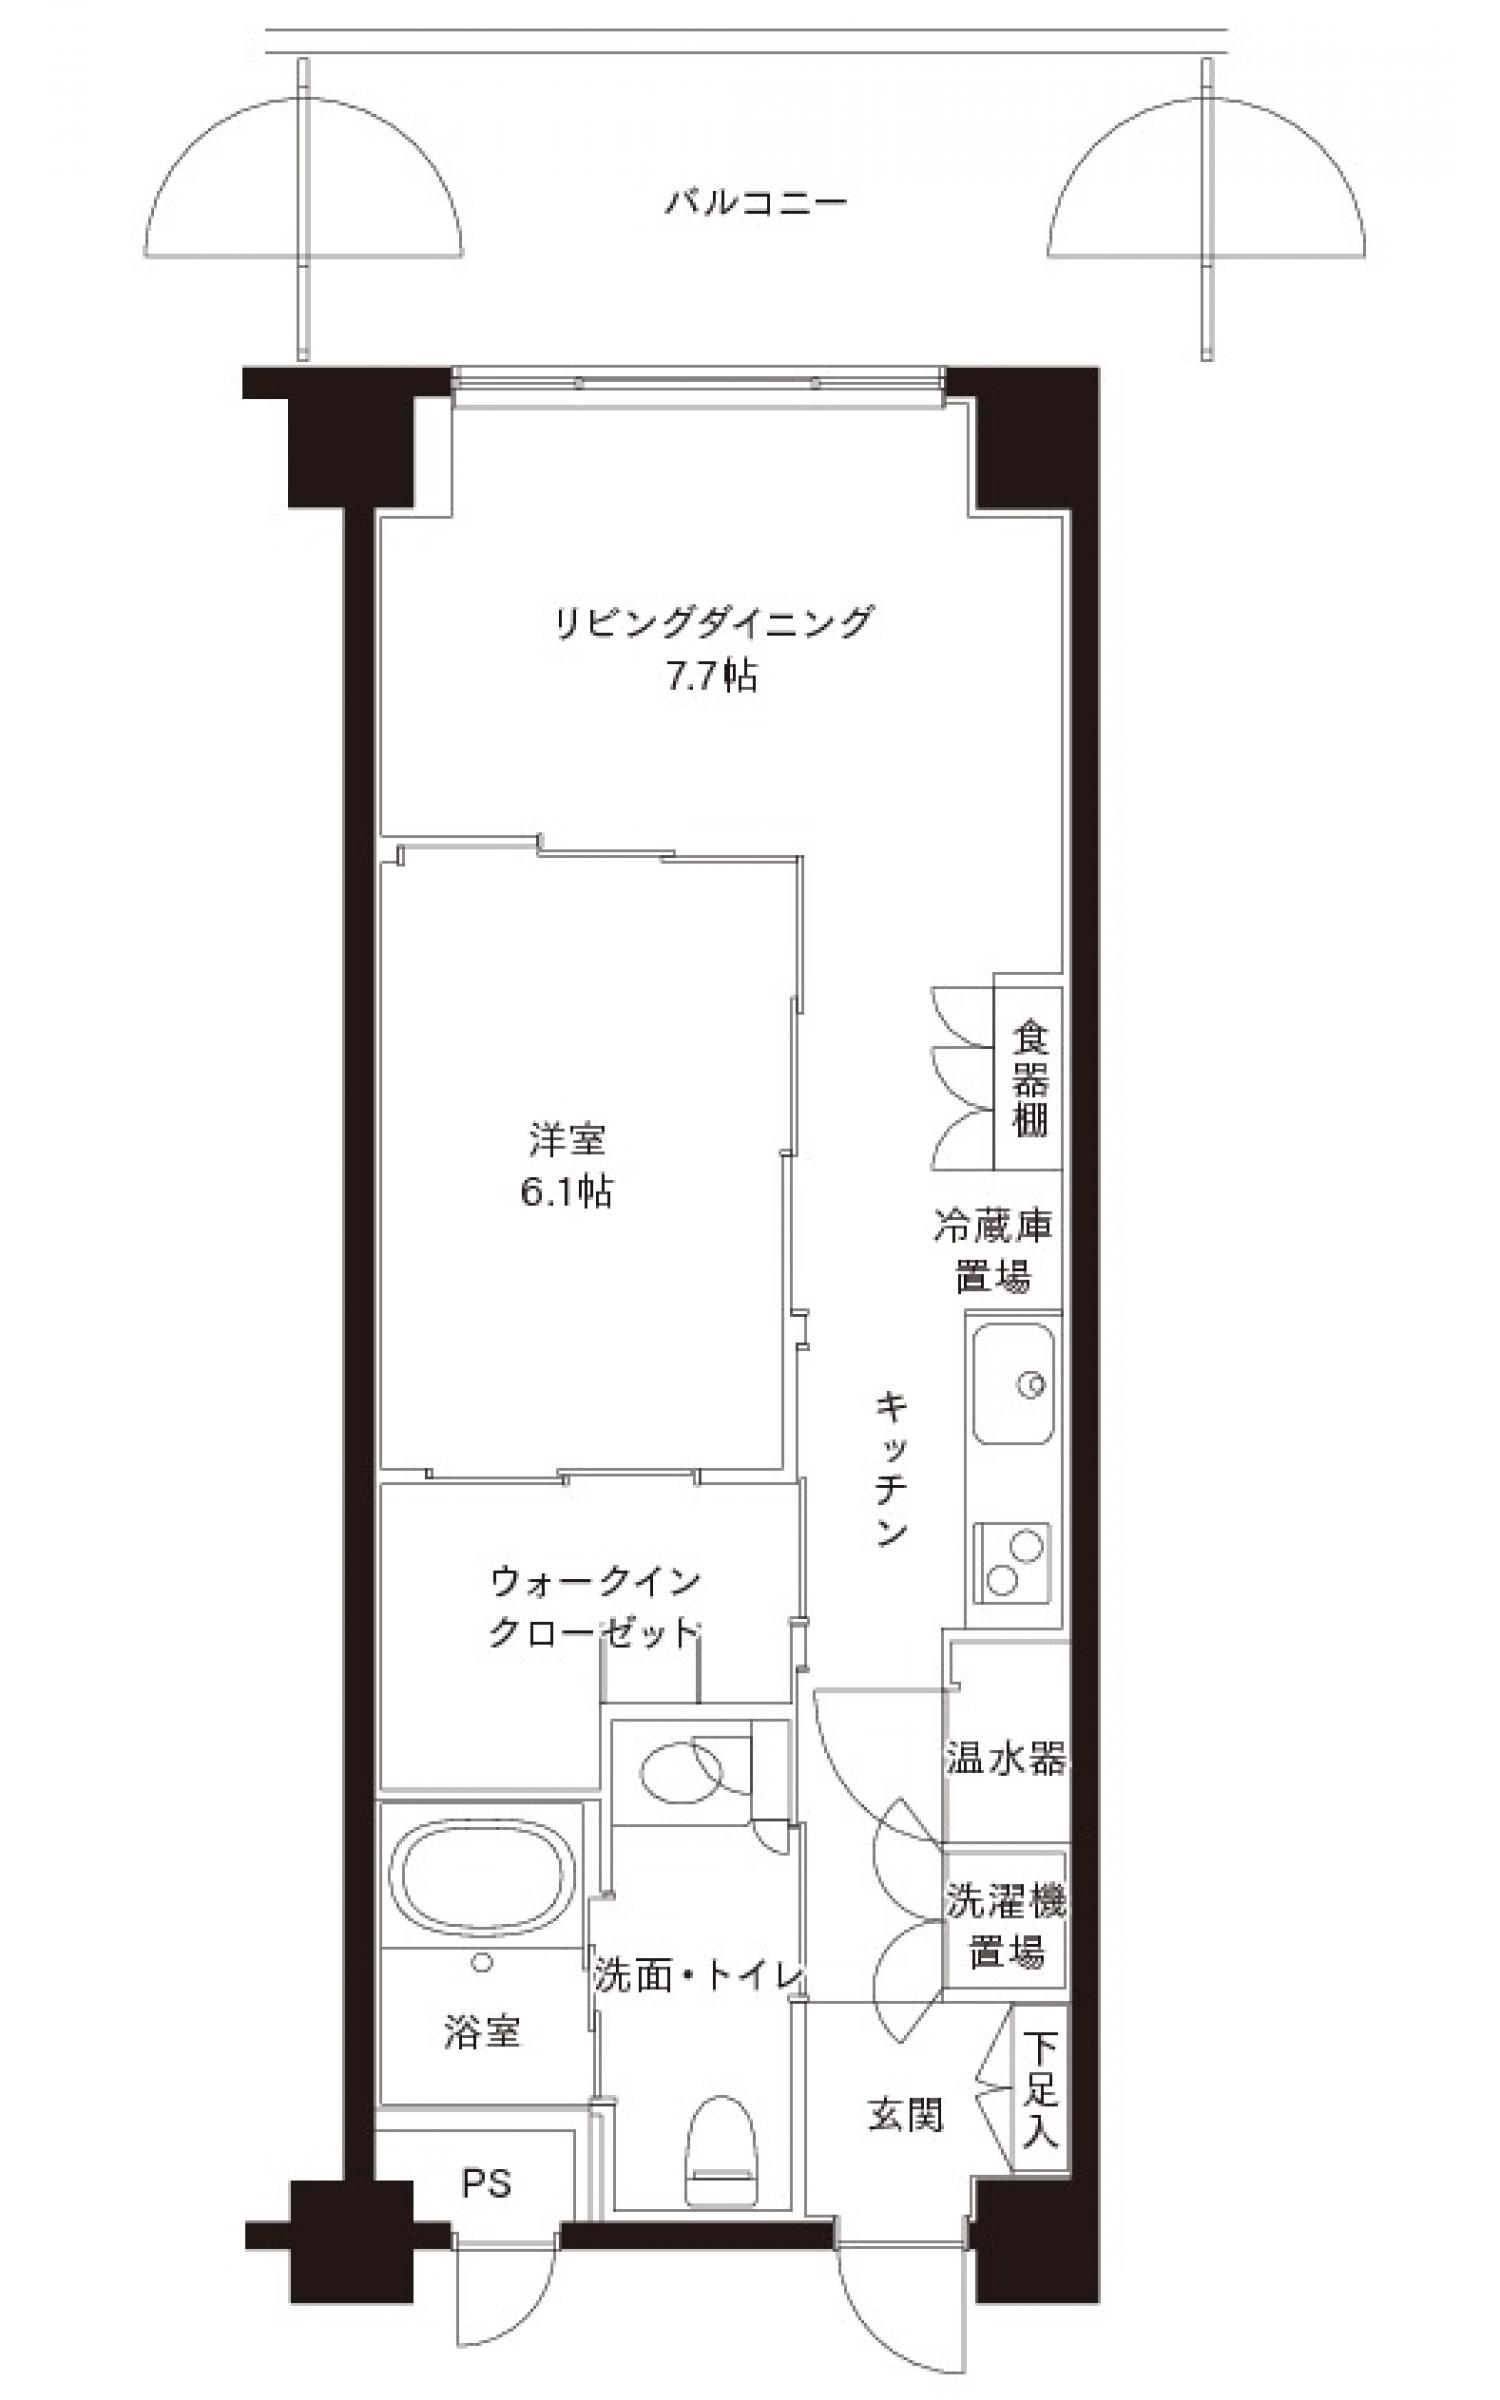 バルコニー
リビングダイニング
7.7帖
食器棚
洋室
6.1帖
冷蔵庫
置場
キッチン
ウォークイン
クローゼット
温水器
洗濯機
置場
洗面・トイレ
浴室
下足入
玄関
PS